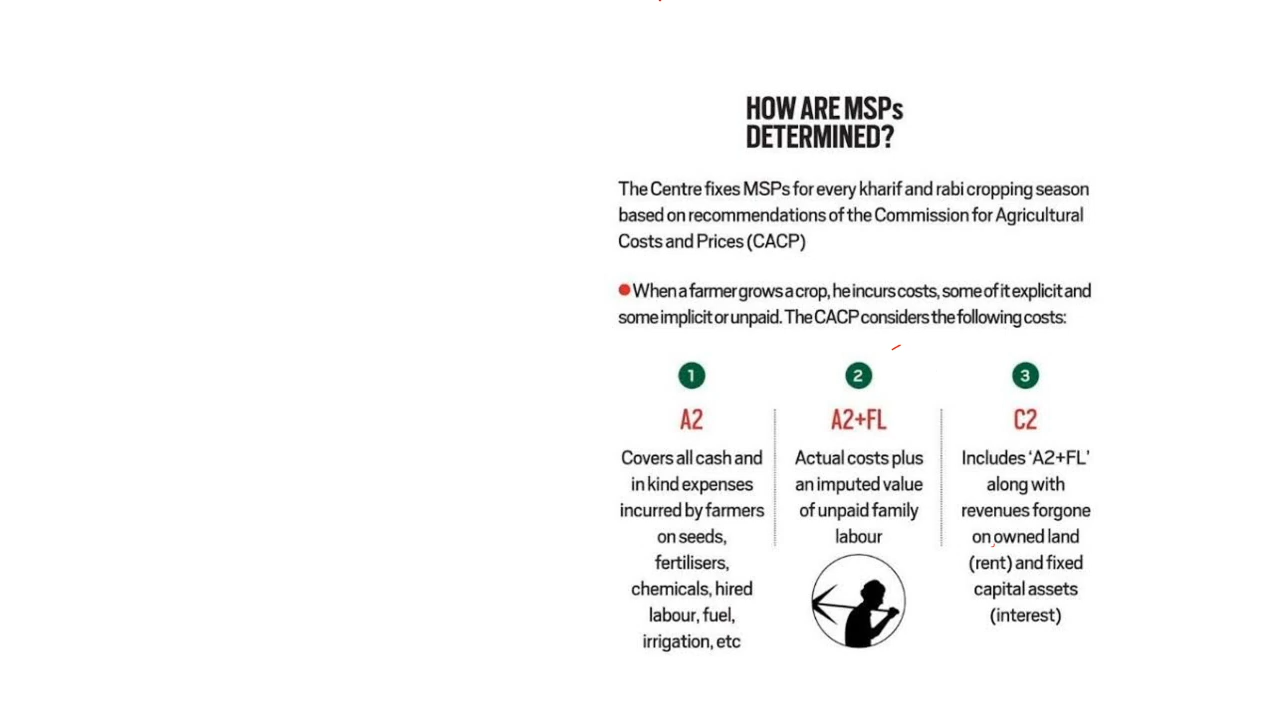 HOW ARE MSPs
DETERMINED?
The Centre fixes MSPs for every kharif and rabi cropping season
based on recommendations of the Commission for Agricultural
Costs and Prices (CACP)
When a farmer grows a crop, he incurs costs, some of it explicit and
some implicit or unpaid. The CACP considers the following costs:
1
A2
Covers all cash and
in kind expenses
incurred by farmers
on seeds,
fertilisers,
chemicals, hired
labour, fuel,
irrigation, etc
2
A2+FL
Actual costs plus
an imputed value
of unpaid family
labour
3
C2
Includes ‘A2+FL’
along with
revenues forgone
on owned land
(rent) and fixed
capital assets
(interest)